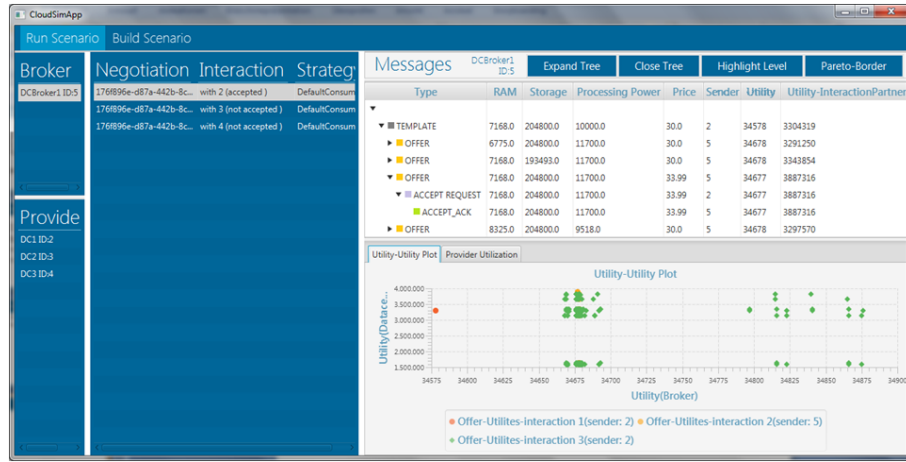 CloudSimApp
Run Scenario Build Scenario
Broker
DCBroker1 ID:5
Provide
DC1 ID:2
DC2 ID:3
DC3 ID:4
Negotiation Interaction Strateg
176f896e-d87a-442b-8c... with 2 (accepted ) DefaultConsum
176f896e-d87a-442b-8c... with 3 (not accepted ) DefaultConsum
176f896e-d87a-442b-8c... with 4 (not accepted ) DefaultConsum
Messages DCBroker1 ID:5 Expand Tree Close Tree Highlight Level Pareto-Border
Type RAM Storage Processing Power Price Sender Utility Utility-InteractionPartner
TEMPLATE 7168.0 204800.0 10000.0 30.0 2 34578 3304319
OFFER 6775.0 204800.0 11700.0 30.0 5 34678 3291250
OFFER 7168.0 193493.0 11700.0 30.0 5 34678 3343854
OFFER 7168.0 204800.0 11700.0 33.99 5 34677 3887316
ACCEPT REQUEST 7168.0 204800.0 11700.0 33.99 2 34677 3887316
ACCEPT_ACK 7168.0 204800.0 11700.0 33.99 5 34677 3887316
OFFER 8325.0 204800.0 9518.0 30.0 5 34678 3297570
Utility-Utility Plot Provider Utilization
Utility-Utility Plot
Utility(Datace...
4.000.000
3.500.000
3.000.000
2.500.000
2.000.000
1.500.000
34575 34600 34625 34650 34675 34700 34725 34750 34775 34800 34825 34850 34875 34900
Utility(Broker)
Offer-Utilites-interaction 1(sender: 2) Offer-Utilites-interaction 2(sender: 5)
Offer-Utilites-interaction 3(sender: 2)